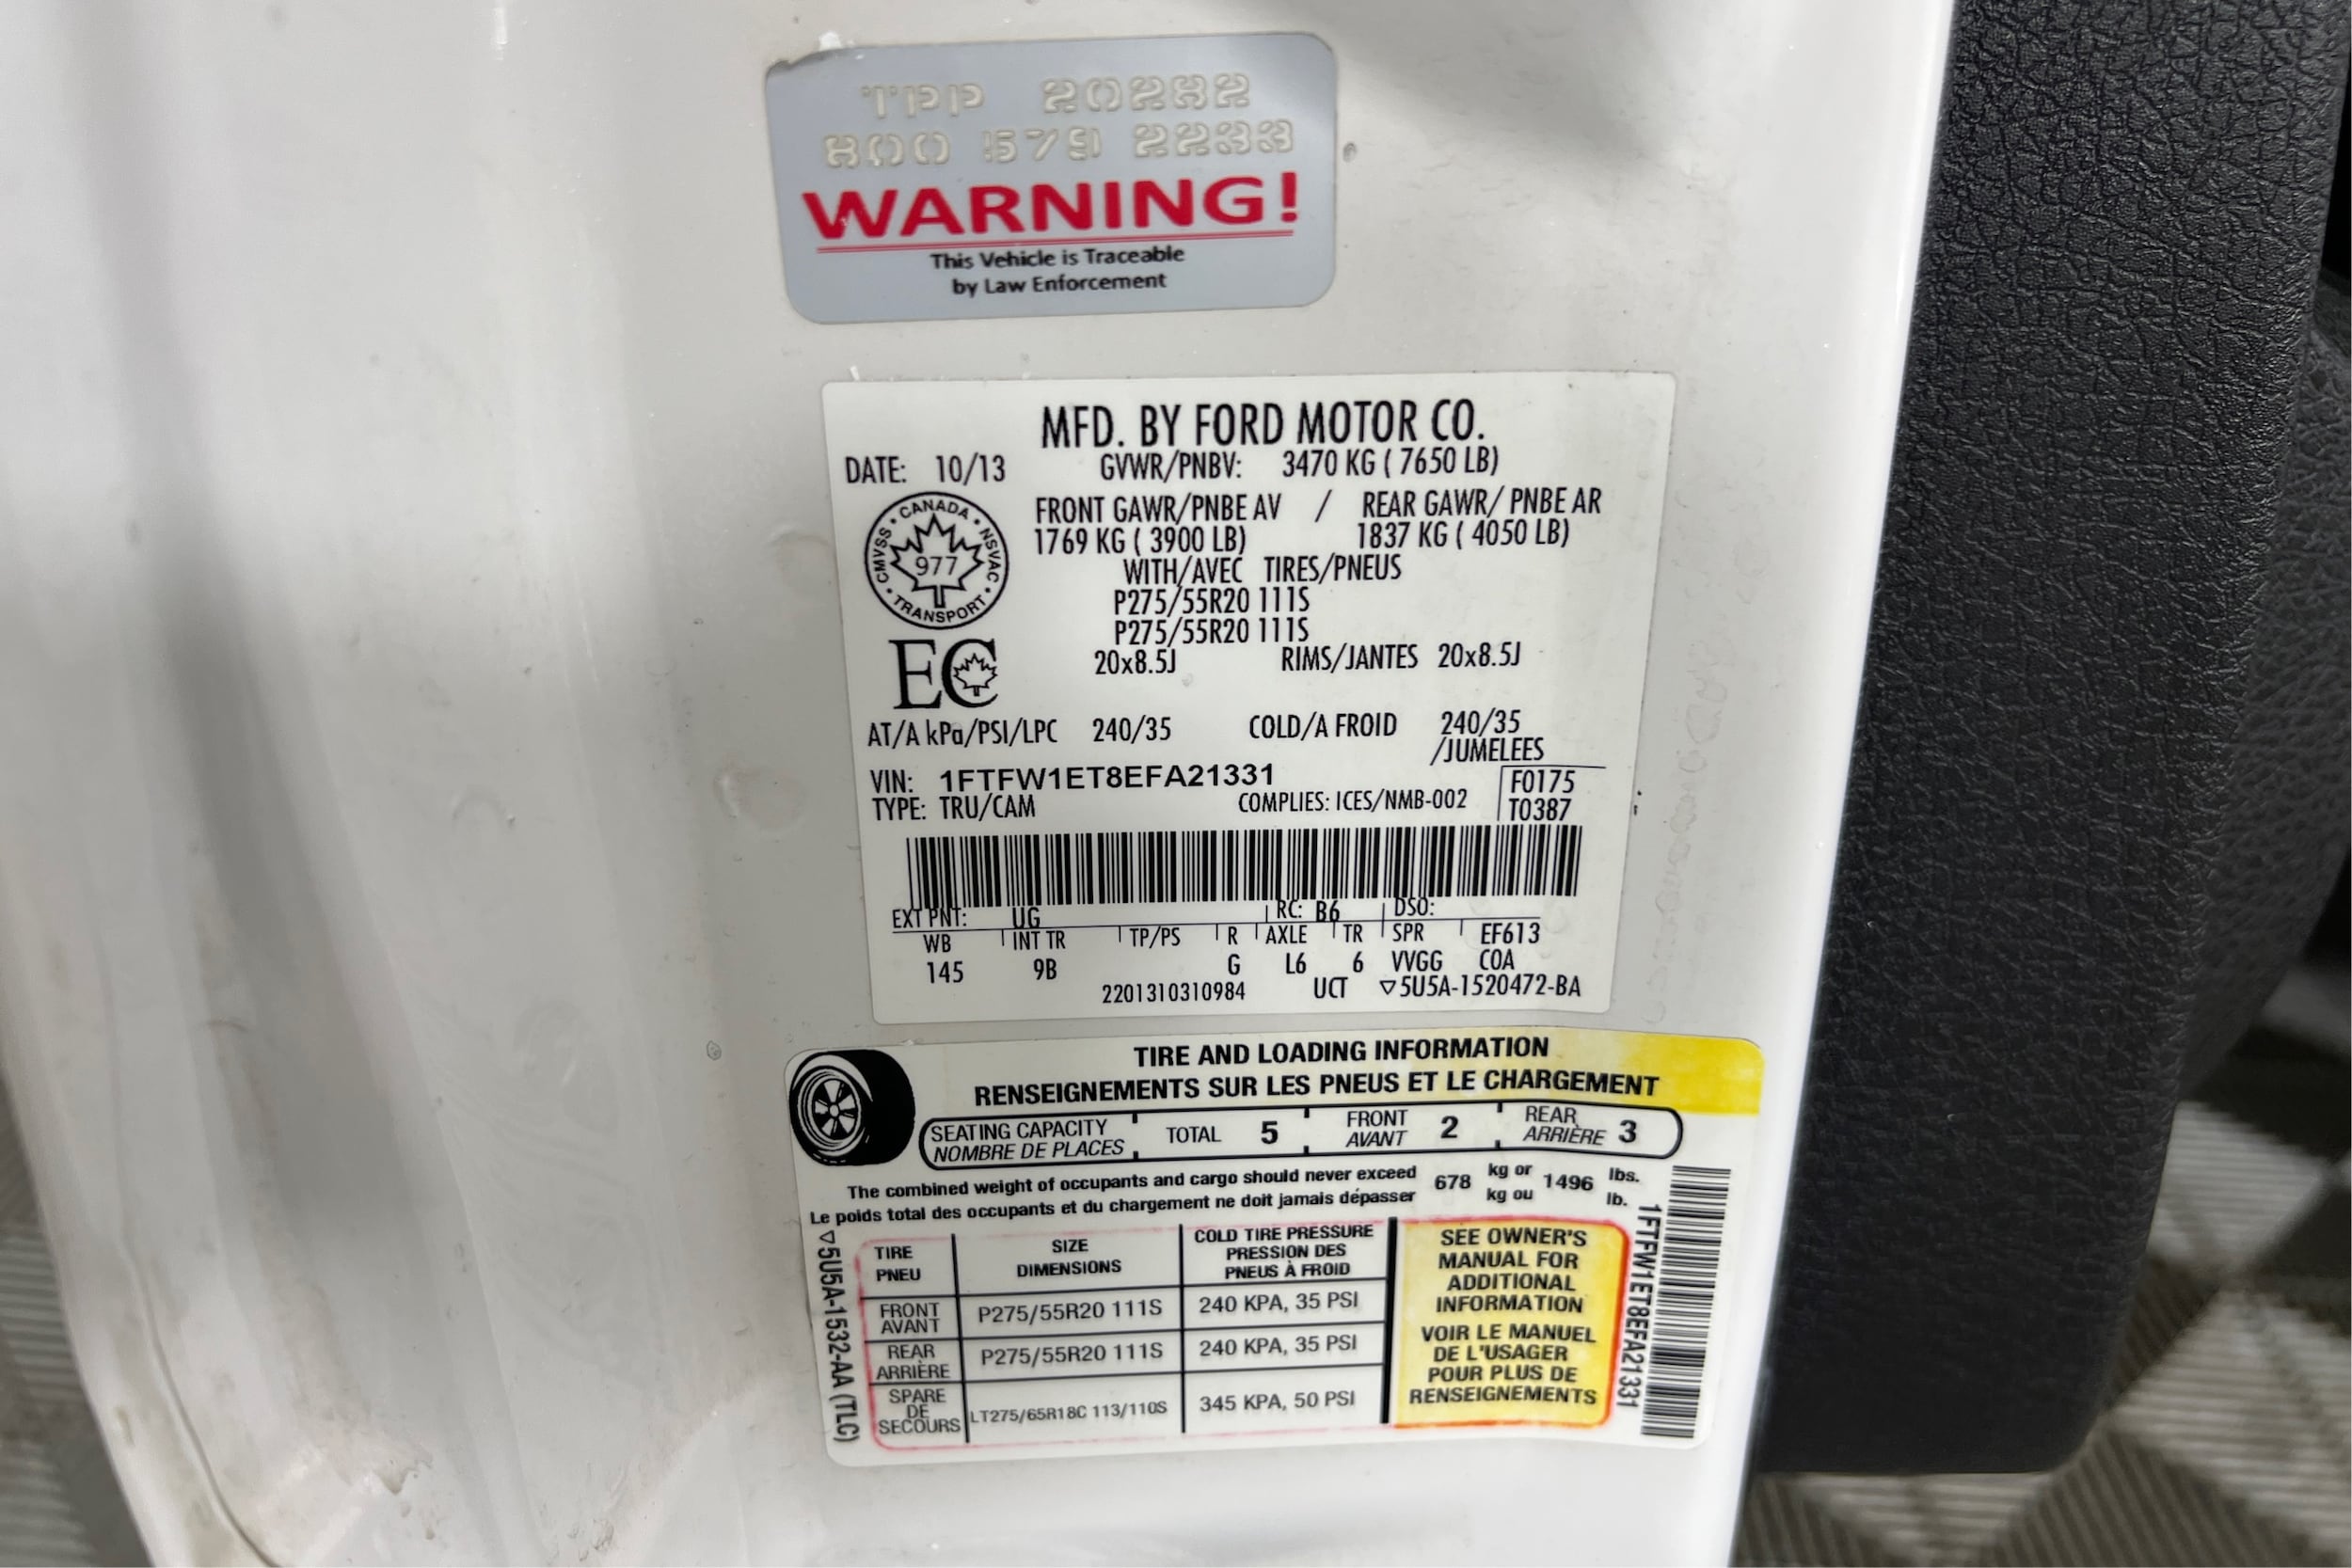 TPP 20282
800 579 2233
WARNING!
This Vehicle is Traceable
by Law Enforcement
MFD. BY FORD MOTOR CO.
DATE: 10/13 GVWR/PNBV: 3470 KG ( 7650 LB)
FRONT GAWR/PNBE AV / REAR GAWR/ PNBE AR
1769 KG ( 3900 LB) 1837 KG ( 4050 LB)
WITH/AVEC TIRES/PNEUS
P275/55R20 111S
P275/55R20 111S
20x8.5J RIMS/JANTES 20x8.5J
CANADA
CMVSS 977 NSVAC
TRANSPORT
EC
AT/A kPa/PSI/LPC 240/35 COLD/A FROID 240/35
/JUMELEES
VIN: 1FTFW1ET8EFA21331 F0175
TYPE: TRU/CAM COMPLIES: ICES/NMB-002 T0387
EXT PNT: UG RC: B6 DSO:
WB INT TR TP/PS R AXLE TR SPR EF613
145 9B G L6 6 VVGG COA
2201310310984 UCT ▽5U5A-1520472-BA
TIRE AND LOADING INFORMATION
RENSEIGNEMENTS SUR LES PNEUS ET LE CHARGEMENT
SEATING CAPACITY TOTAL 5 FRONT 2 REAR 3
NOMBRE DE PLACES AVANT ARRIÈRE
The combined weight of occupants and cargo should never exceed 678 kg or 1496 lbs.
Le poids total des occupants et du chargement ne doit jamais dépasser kg ou lb.
TIRE SIZE COLD TIRE PRESSURE
PNEU DIMENSIONS PRESSION DES
PNEUS À FROID
FRONT P275/55R20 111S 240 KPA, 35 PSI
AVANT
REAR P275/55R20 111S 240 KPA, 35 PSI
ARRIÈRE
SPARE
DE LT275/65R18C 113/110S 345 KPA, 50 PSI
SECOURS
SEE OWNER'S
MANUAL FOR
ADDITIONAL
INFORMATION
VOIR LE MANUEL
DE L'USAGER
POUR PLUS DE
RENSEIGNEMENTS
▽5U5A-1532-AA (TLC)
1FTFW1ET8EFA21331